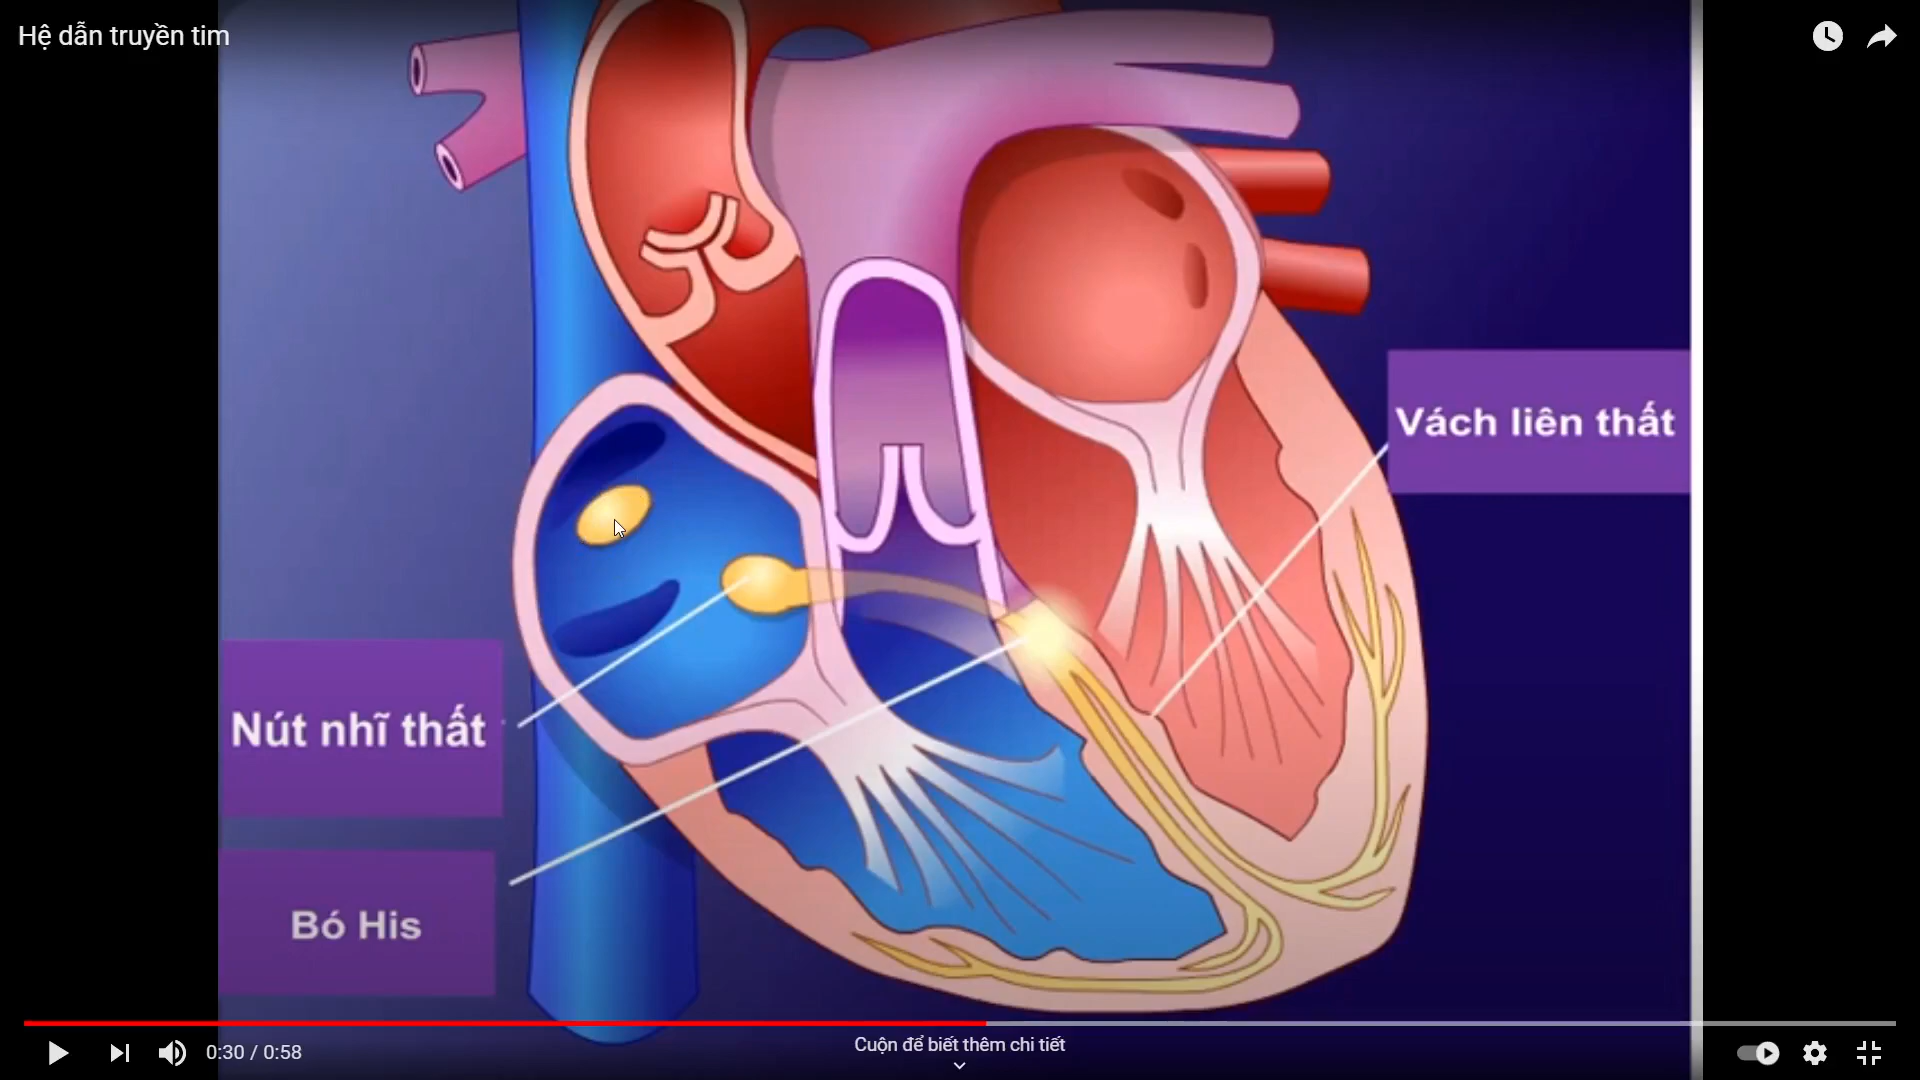 Hệ dẫn truyền tim
Vách liên thất
Nút nhĩ thất
Bó His
0:30 / 0:58
Cuộn để biết thêm chi tiết